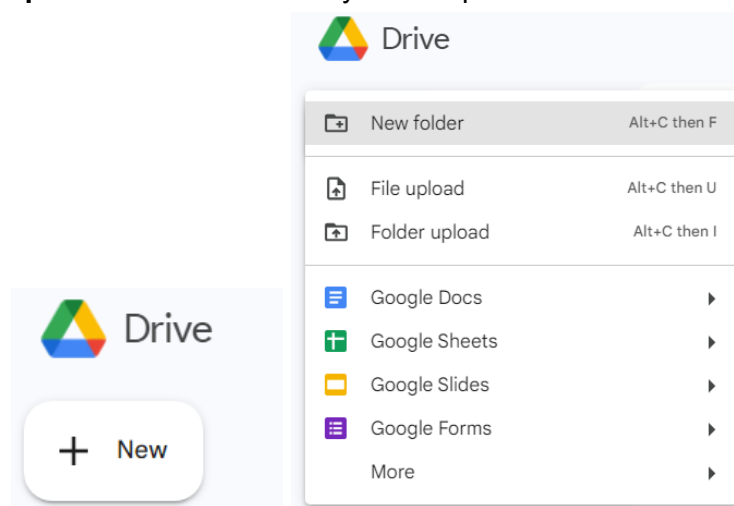 Drive
+ New
Drive
New folder Alt+C then F
File upload Alt+C then U
Folder upload Alt+C then I
Google Docs
Google Sheets
Google Slides
Google Forms
More